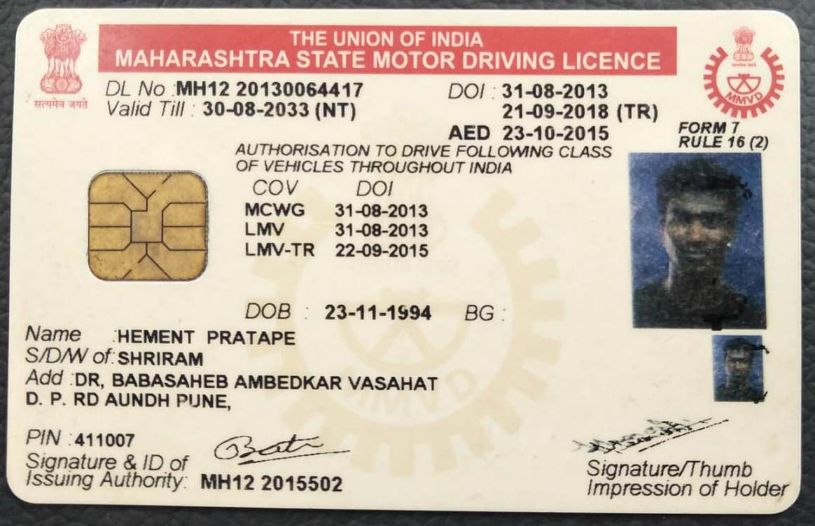 THE UNION OF INDIA
MAHARASHTRA STATE MOTOR DRIVING LICENCE
सत्यमेव जयते
DL No : MH12 20130064417 DOI : 31-08-2013
Valid Till : 30-08-2033 (NT) 21-09-2018 (TR)
AED 23-10-2015
MMVD
FORM 7
RULE 16 (2)
AUTHORISATION TO DRIVE FOLLOWING CLASS
OF VEHICLES THROUGHOUT INDIA
COV DOI
MCWG 31-08-2013
LMV 31-08-2013
LMV-TR 22-09-2015
DOB : 23-11-1994 BG :
Name : HEMENT PRATAPE
S/D/W of : SHRIRAM
Add : DR, BABASAHEB AMBEDKAR VASAHAT
D. P. RD AUNDH PUNE,
MMVD
PIN : 411007
Signature & ID of
Issuing Authority: MH12 2015502
Signature/Thumb
Impression of Holder